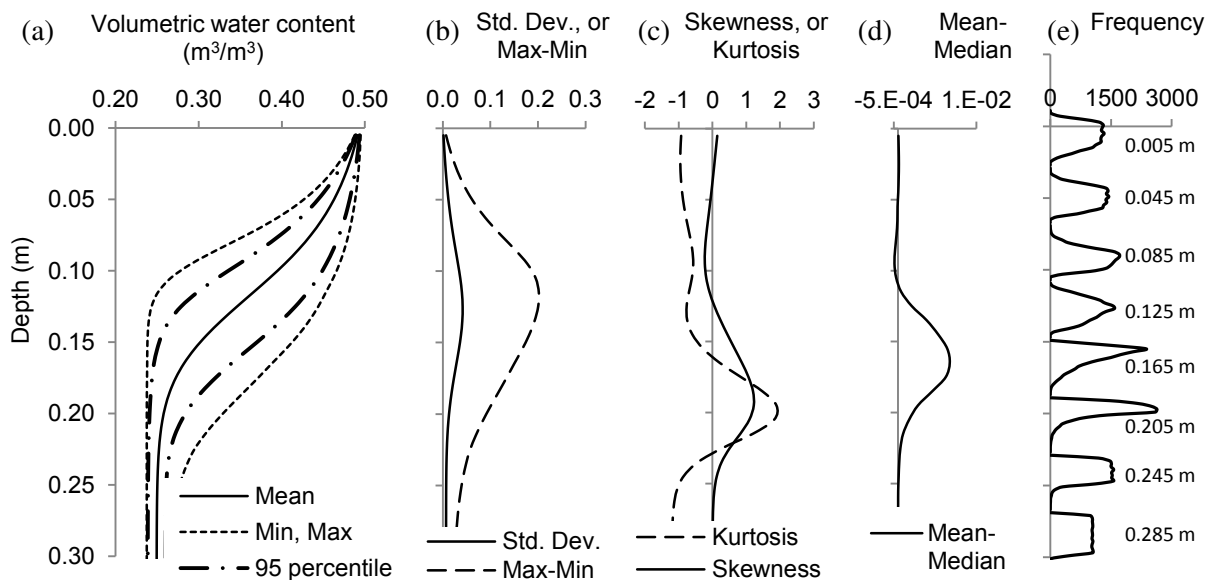 (a) Volumetric water content
(m³/m³)
0.20 0.30 0.40 0.50
0.00
0.05
0.10
0.15
0.20
0.25
0.30
Depth (m)
Mean
Min, Max
95 percentile
(b) Std. Dev., or
Max-Min
0.0 0.1 0.2 0.3
Std. Dev.
Max-Min
(c) Skewness, or
Kurtosis
-2 -1 0 1 2 3
Kurtosis
Skewness
(d) Mean-
Median
-5.E-04 1.E-02
Mean-
Median
(e) Frequency
0 1500 3000
0.005 m
0.045 m
0.085 m
0.125 m
0.165 m
0.205 m
0.245 m
0.285 m